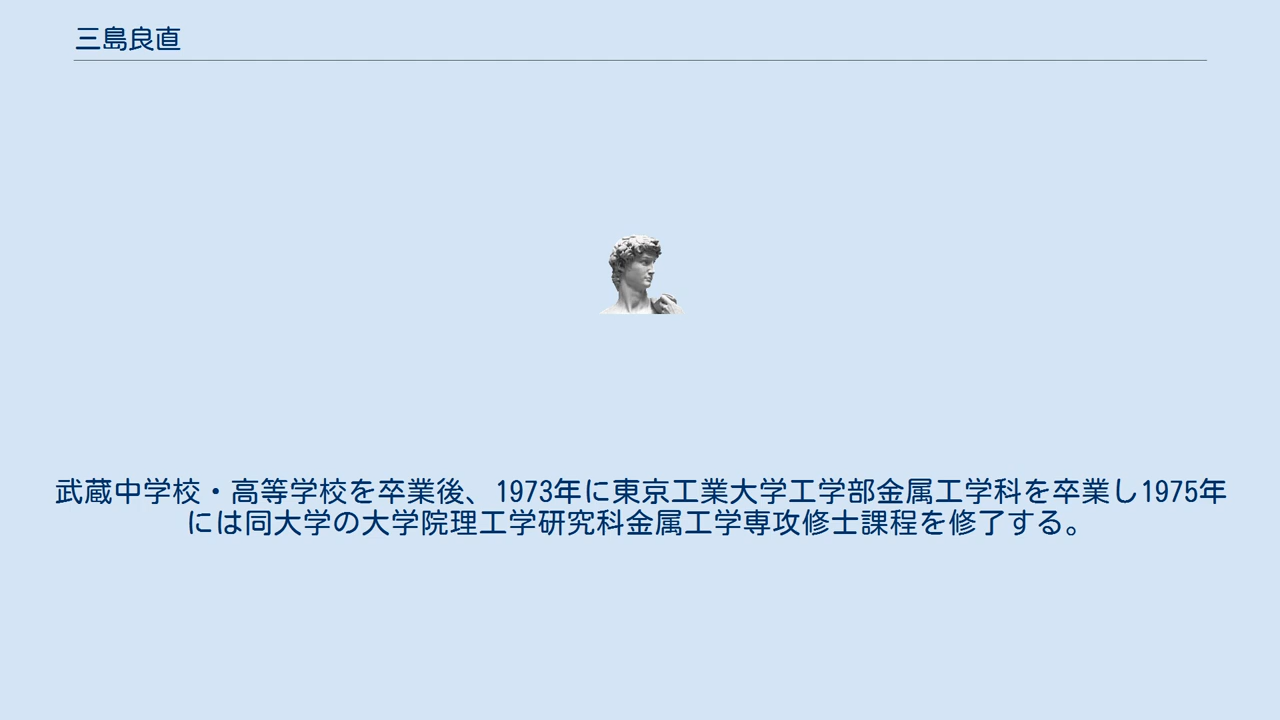 三島良直
武蔵中学校・高等学校を卒業後、1973年に東京工業大学工学部金属工学科を卒業し1975年
には同大学の大学院理工学研究科金属工学専攻修士課程を修了する。